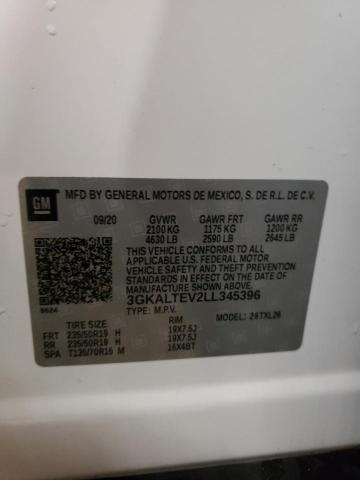 GM
MFD BY GENERAL MOTORS DE MEXICO, S. DE R.L. DE C.V.
09/20 GVWR GAWR FRT GAWR RR
2100 KG 1175 KG 1200 KG
4630 LB 2590 LB 2645 LB
THIS VEHICLE CONFORMS TO ALL
APPLICABLE U.S. FEDERAL MOTOR
VEHICLE SAFETY AND THEFT PREVENTION
STANDARDS IN EFFECT ON THE DATE OF
MANUFACTURE SHOWN ABOVE.
3GKALTEV2LL345396
8624 TYPE: M.P.V. MODEL: 26TXL26
TIRE SIZE RIM
FRT 235/50R19 H 19X7.5J
RR 235/50R19 H 19X7.5J
SPA T135/70R16 M 16X4BT